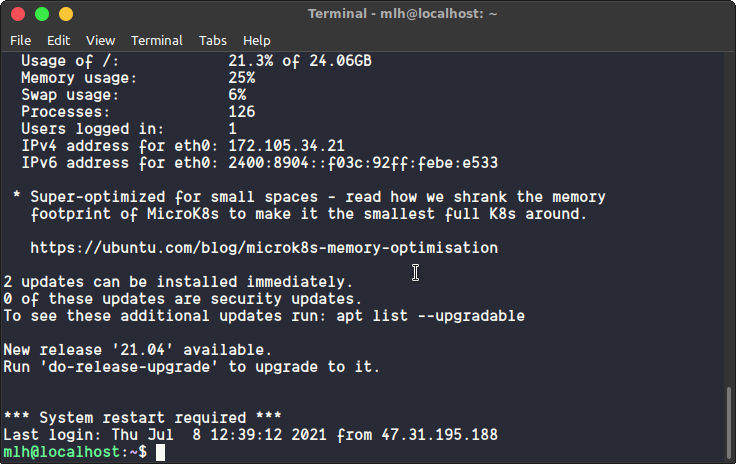 Terminal - mlh@localhost: ~
File Edit View Terminal Tabs Help
Usage of /: 21.3% of 24.06GB
Memory usage: 25%
Swap usage: 6%
Processes: 126
Users logged in: 1
IPv4 address for eth0: 172.105.34.21
IPv6 address for eth0: 2400:8904::f03c:92ff:febe:e533
* Super-optimized for small spaces - read how we shrank the memory
footprint of MicroK8s to make it the smallest full K8s around.
https://ubuntu.com/blog/microk8s-memory-optimisation
2 updates can be installed immediately.
0 of these updates are security updates.
To see these additional updates run: apt list --upgradable
New release '21.04' available.
Run 'do-release-upgrade' to upgrade to it.
*** System restart required ***
Last login: Thu Jul  8 12:39:12 2021 from 47.31.195.188
mlh@localhost:~$